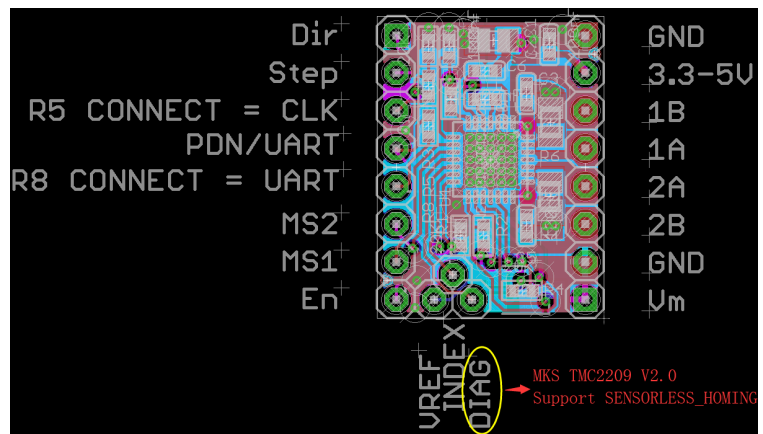 Dir
Step
R5 CONNECT = CLK
PDN/UART
R8 CONNECT = UART
MS2
MS1
En
GND
3.3-5V
1B
1A
2A
2B
GND
Vm
VREF
INDEX
DIAG
MKS TMC2209 V2.0
Support SENSORLESS_HOMING